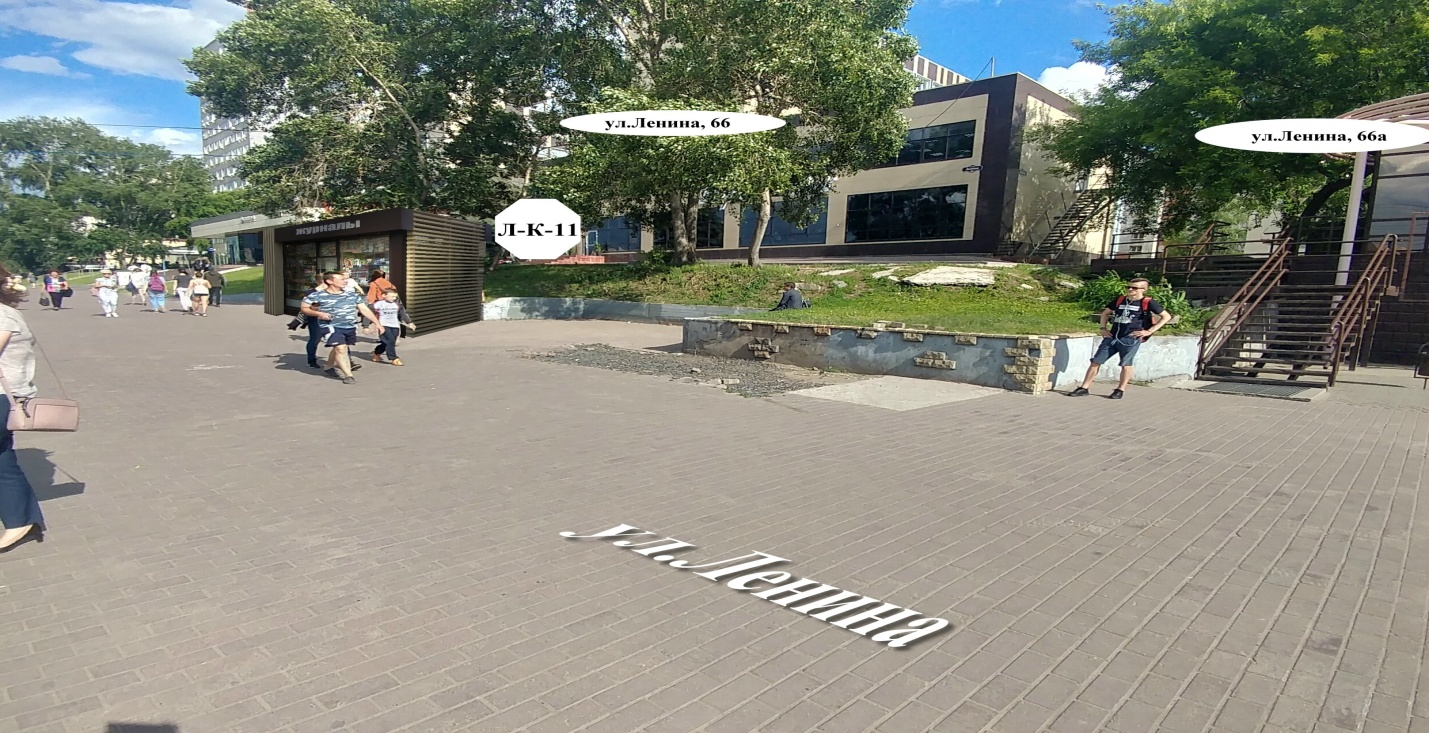 ул.Ленина, 66
ул.Ленина, 66а
Л-К-11
журналы
ул.Ленина